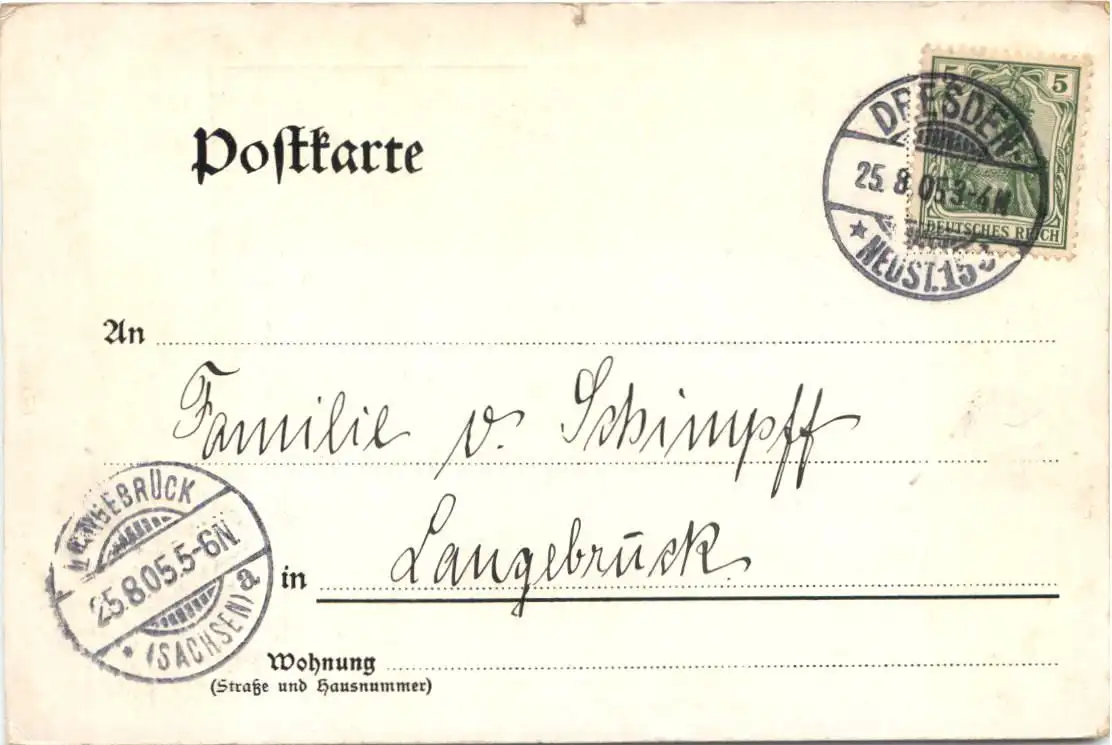 Postkarte
5 5
DEUTSCHES REICH
DRESDEN
25.8.05 3-4N
* NEUST. 15
An
Familie v. Schimpff
in Langebrück
Wohnung
(Straße und Hausnummer)
LANGEBRÜCK
25.8.05.5-6N.
* (SACHSEN) a